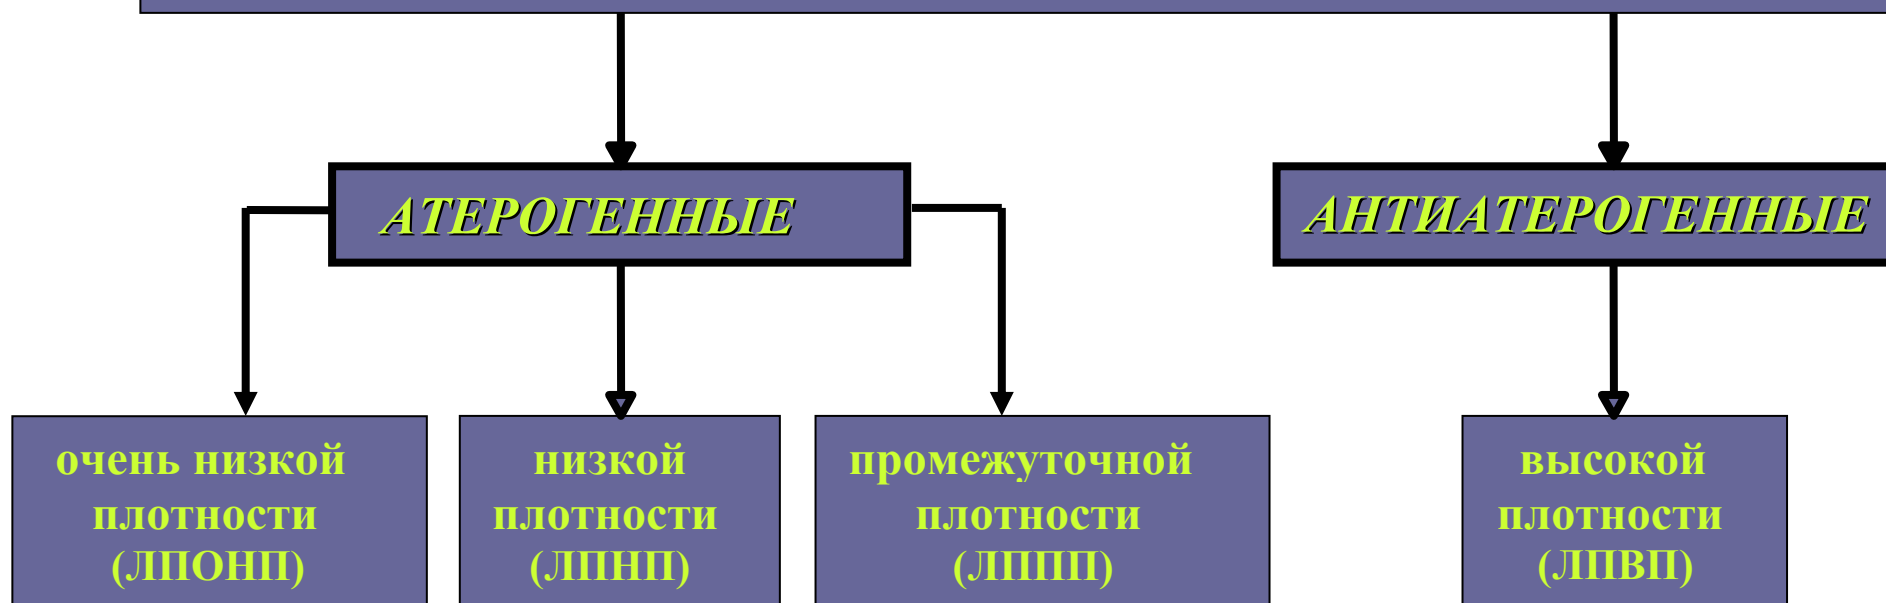 АТЕРОГЕННЫЕ
АНТИАТЕРОГЕННЫЕ
очень низкой
плотности
(ЛПОНП)
низкой
плотности
(ЛПНП)
промежуточной
плотности
(ЛППП)
высокой
плотности
(ЛПВП)